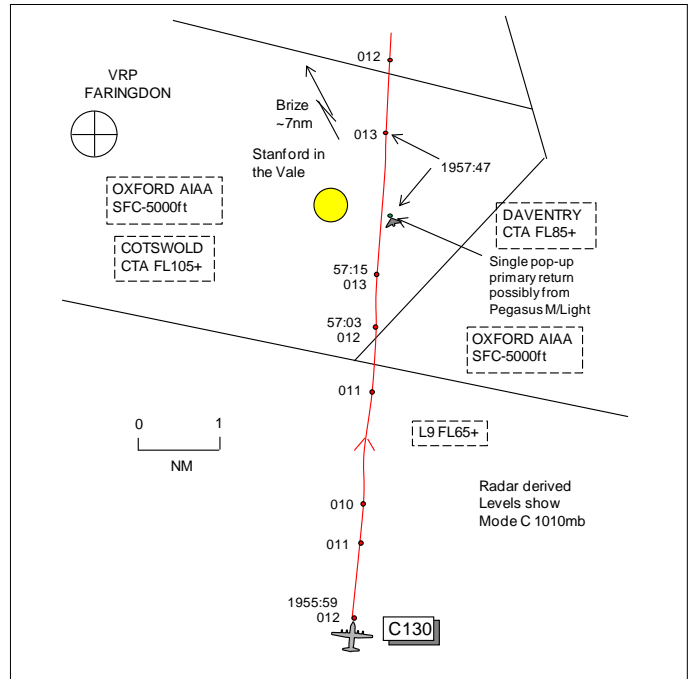 012
VRP
FARINGDON
Brize
~7nm
013
1957:47
Stanford in
the Vale
OXFORD AIAA
SFC-5000ft
DAVENTRY
CTA FL85+
COTSWOLD
CTA FL105+
Single pop-up
primary return
possibly from
Pegasus M/Light
57:15
013
57:03
012
OXFORD AIAA
SFC-5000ft
011
0
1
NM
L9 FL65+
Radar derived
Levels show
Mode C 1010mb
010
011
1955:59
012
C130